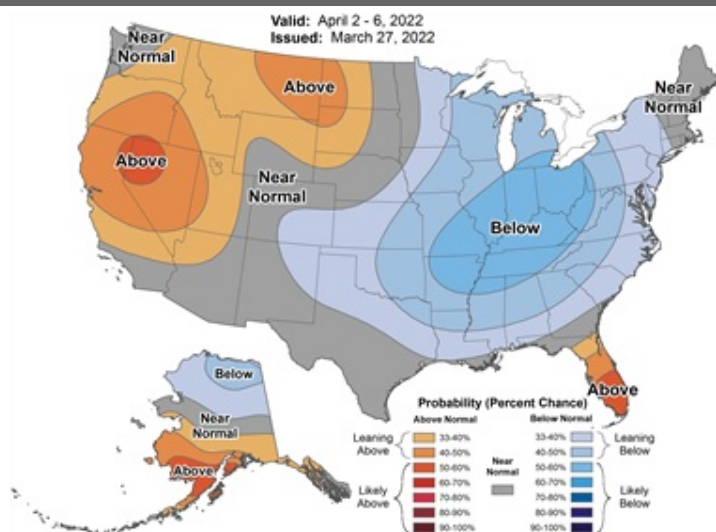 Valid: April 2 - 6, 2022
Issued: March 27, 2022
Near
Normal
Above
Near
Normal
Above
Near
Normal
Below
Below
Near
Normal
Above
Above
Probability (Percent Chance)
Above Normal
Below Normal
Leaning
Above
33-40%
40-50%
50-60%
60-70%
70-80%
80-90%
90-100%
Likely
Above
Near
Normal
33-40%
40-50%
50-60%
60-70%
70-80%
80-90%
90-100%
Leaning
Below
Likely
Below